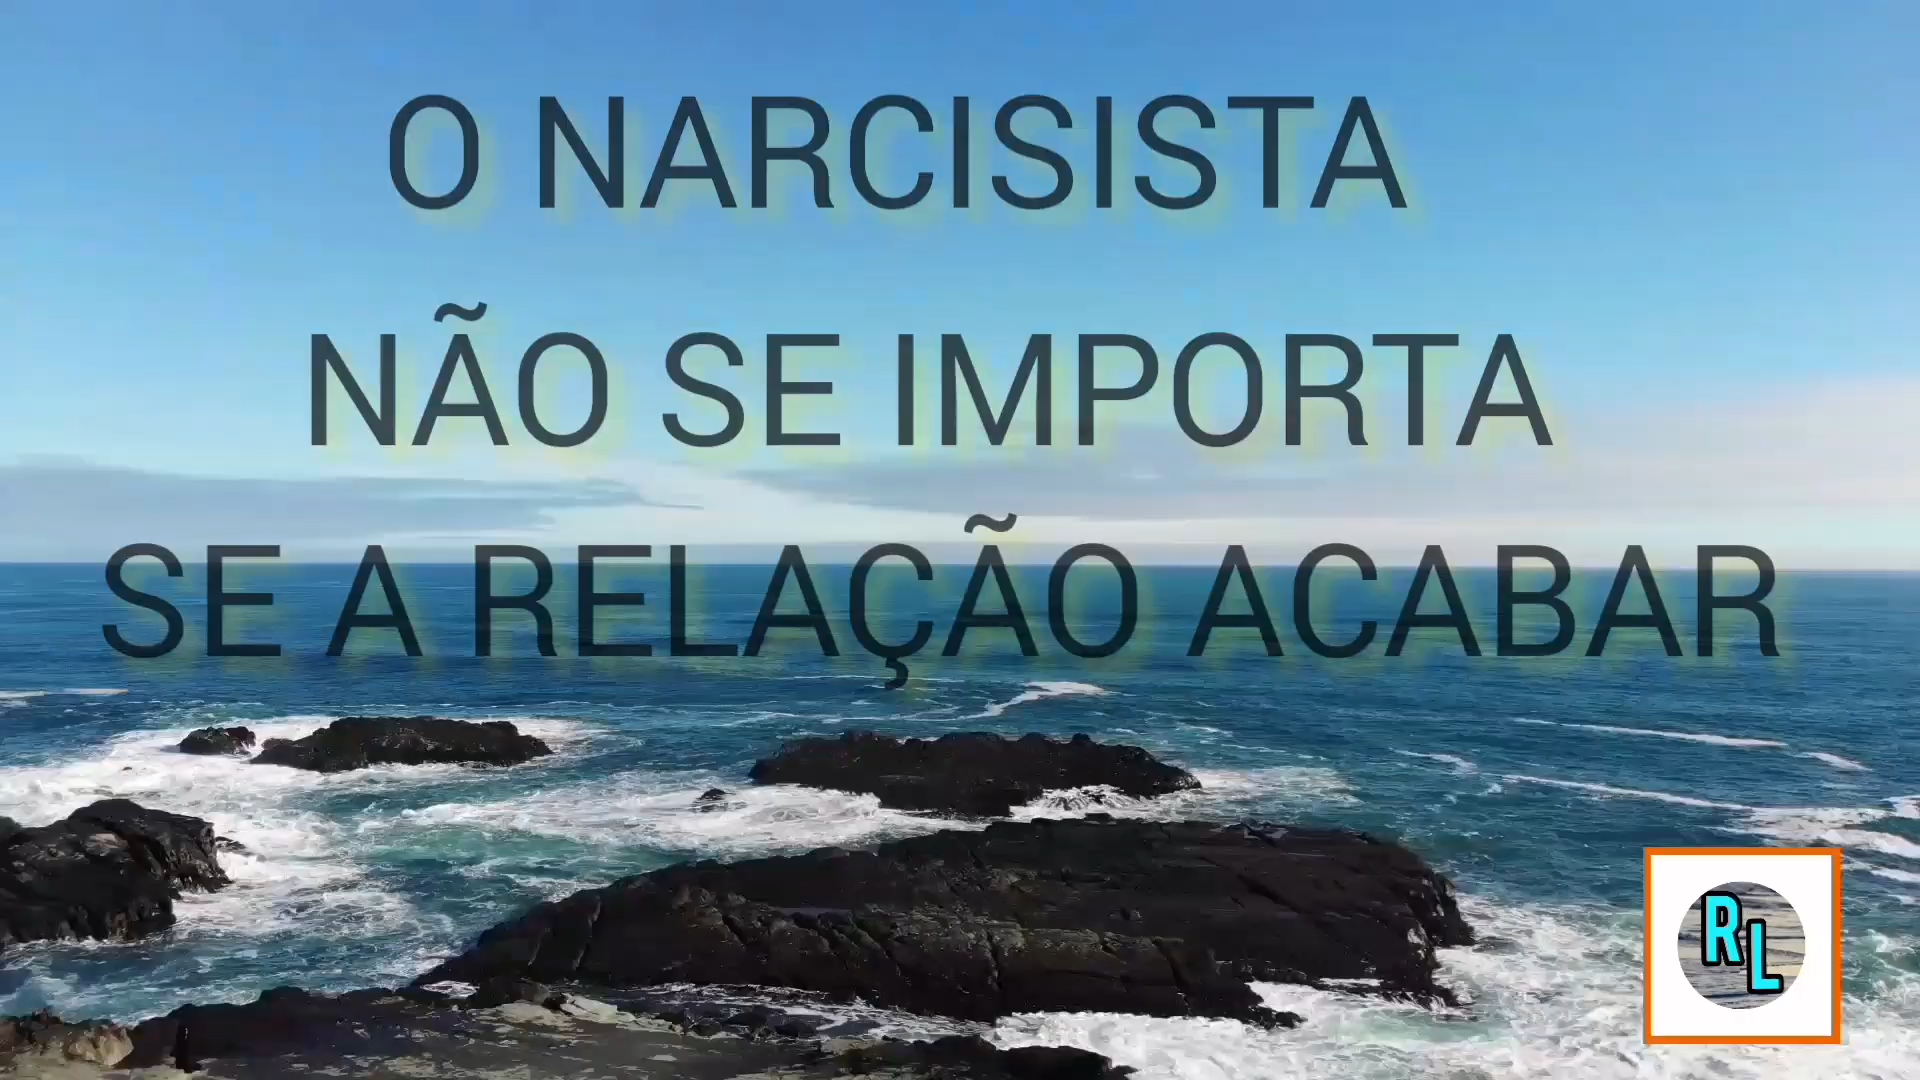 O NARCISISTA
NÃO SE IMPORTA
SE A RELAÇÃO ACABAR
RL